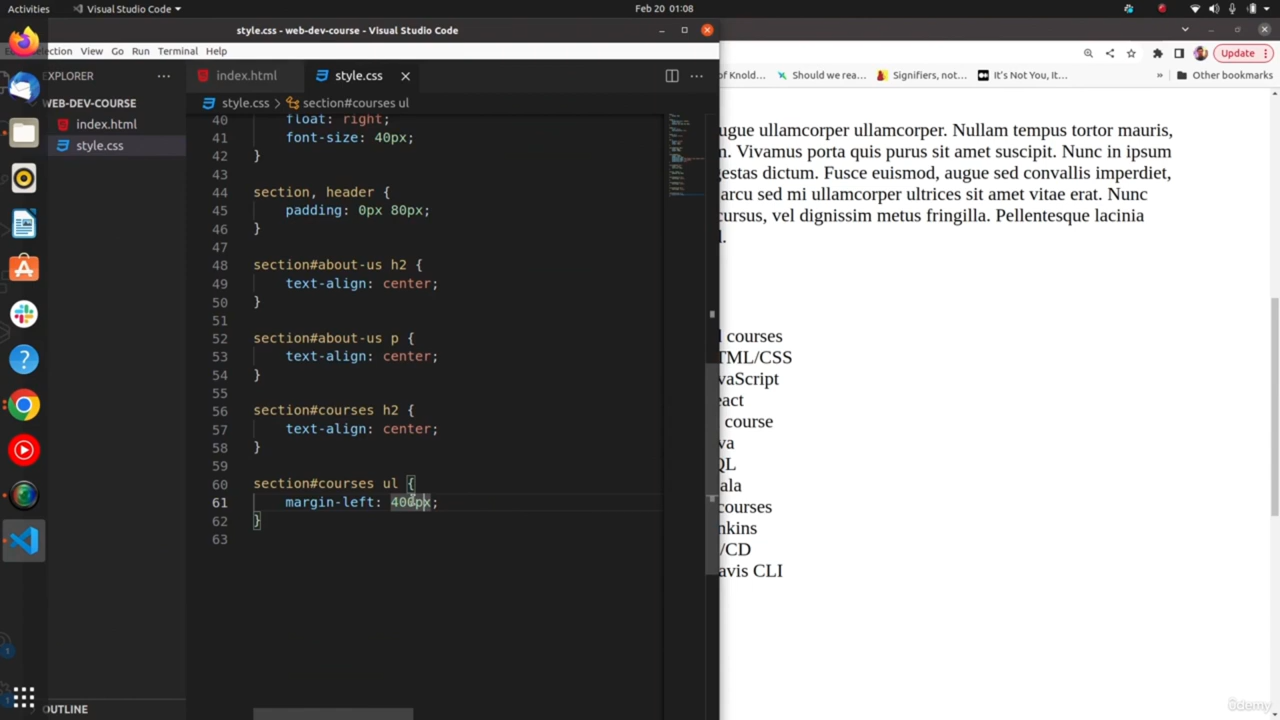 Activities
Visual Studio Code
Feb 20 01:08
style.css - web-dev-course - Visual Studio Code
Selection View Go Run Terminal Help
Update
EXPLORER
index.html
style.css
of Knold...
Should we rea...
Signifiers, not...
It's Not You, It...
»
Other bookmarks
WEB-DEV-COURSE
index.html
style.css
style.css > section#courses ul
40 float: right;
41 font-size: 40px;
42 }
43
44 section, header {
45 padding: 0px 80px;
46 }
47
48 section#about-us h2 {
49 text-align: center;
50 }
51
52 section#about-us p {
53 text-align: center;
54 }
55
56 section#courses h2 {
57 text-align: center;
58 }
59
60 section#courses ul {
61 margin-left: 400px;
62 }
63
OUTLINE
ugue ullamcorper ullamcorper. Nullam tempus tortor mauris,
m. Vivamus porta quis purus sit amet suscipit. Nunc in ipsum
gestas dictum. Fusce euismod, augue sed convallis imperdiet,
arcu sed mi ullamcorper ultrices sit amet vitae erat. Nunc
cursus, vel dignissim metus fringilla. Pellentesque lacinia
l.
l courses
TML/CSS
vaScript
eact
course
va
QL
ala
courses
nkins
/CD
avis CLI
ûdemy